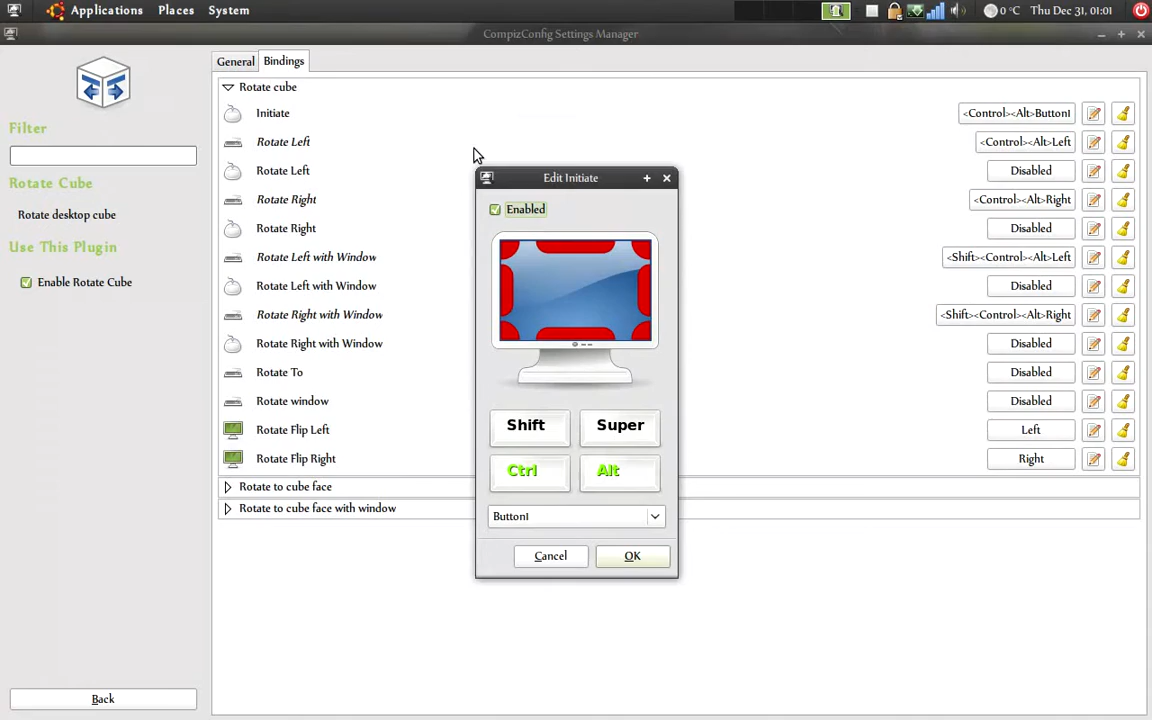 Applications Places System 0 °C Thu Dec 31, 01:01
CompizConfig Settings Manager
General Bindings
Filter
Rotate Cube
Rotate desktop cube
Use This Plugin
Enable Rotate Cube
Back
Rotate cube
Initiate <Control><Alt>Button1
Rotate Left <Control><Alt>Left
Rotate Left Disabled
Rotate Right <Control><Alt>Right
Rotate Right Disabled
Rotate Left with Window <Shift><Control><Alt>Left
Rotate Left with Window Disabled
Rotate Right with Window <Shift><Control><Alt>Right
Rotate Right with Window Disabled
Rotate To Disabled
Rotate window Disabled
Rotate Flip Left Left
Rotate Flip Right Right
Rotate to cube face
Rotate to cube face with window
Edit Initiate
Enabled
Shift Super
Ctrl Alt
Button1
Cancel OK